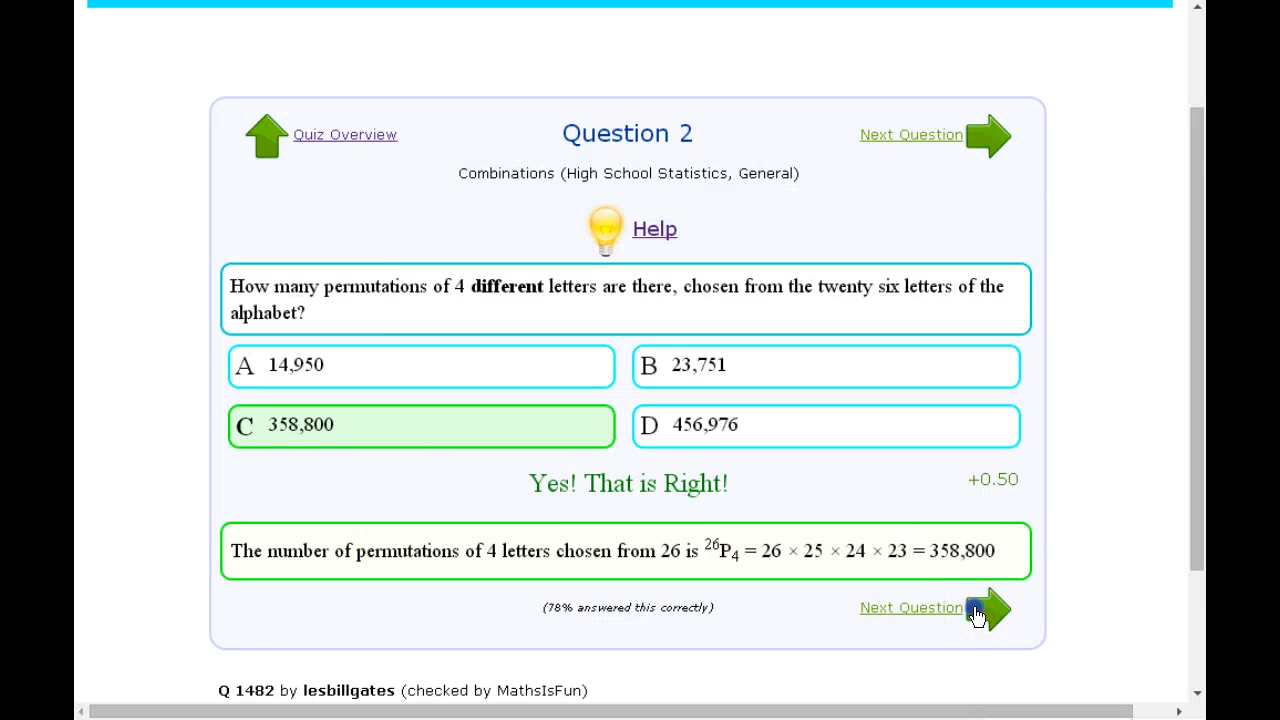 Quiz Overview
Question 2
Next Question
Combinations (High School Statistics, General)
Help
How many permutations of 4 different letters are there, chosen from the twenty six letters of the
alphabet?
A 14,950
B 23,751
C 358,800
D 456,976
Yes! That is Right!
+0.50
The number of permutations of 4 letters chosen from 26 is ²⁶P₄ = 26 × 25 × 24 × 23 = 358,800
(78% answered this correctly)
Next Question
Q 1482 by lesbillgates (checked by MathsIsFun)